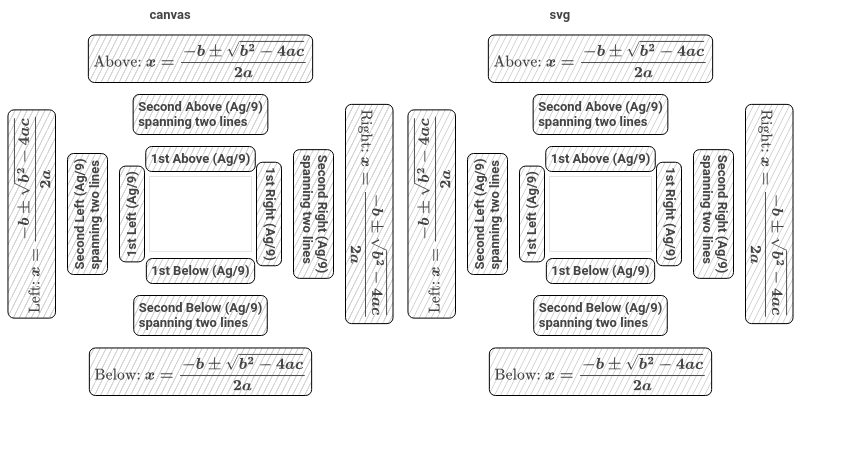 canvas
Above: x = \frac{-b \pm \sqrt{b^2 - 4ac}}{2a}
Second Above (Ag/9)
spanning two lines
1st Above (Ag/9)
Left: x = \frac{-b \pm \sqrt{b^2 - 4ac}}{2a}
Second Left (Ag/9)
spanning two lines
1st Left (Ag/9)
1st Right (Ag/9)
Second Right (Ag/9)
spanning two lines
Right: x = \frac{-b \pm \sqrt{b^2 - 4ac}}{2a}
1st Below (Ag/9)
Second Below (Ag/9)
spanning two lines
Below: x = \frac{-b \pm \sqrt{b^2 - 4ac}}{2a}
svg
Above: x = \frac{-b \pm \sqrt{b^2 - 4ac}}{2a}
Second Above (Ag/9)
spanning two lines
1st Above (Ag/9)
Left: x = \frac{-b \pm \sqrt{b^2 - 4ac}}{2a}
Second Left (Ag/9)
spanning two lines
1st Left (Ag/9)
1st Right (Ag/9)
Second Right (Ag/9)
spanning two lines
Right: x = \frac{-b \pm \sqrt{b^2 - 4ac}}{2a}
1st Below (Ag/9)
Second Below (Ag/9)
spanning two lines
Below: x = \frac{-b \pm \sqrt{b^2 - 4ac}}{2a}